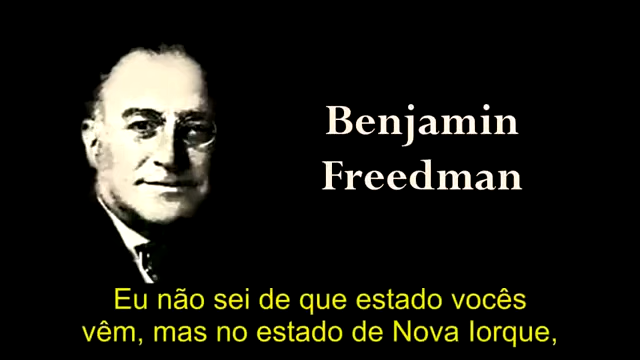 Benjamin
Freedman
Eu não sei de que estado vocês
vêm, mas no estado de Nova Iorque,